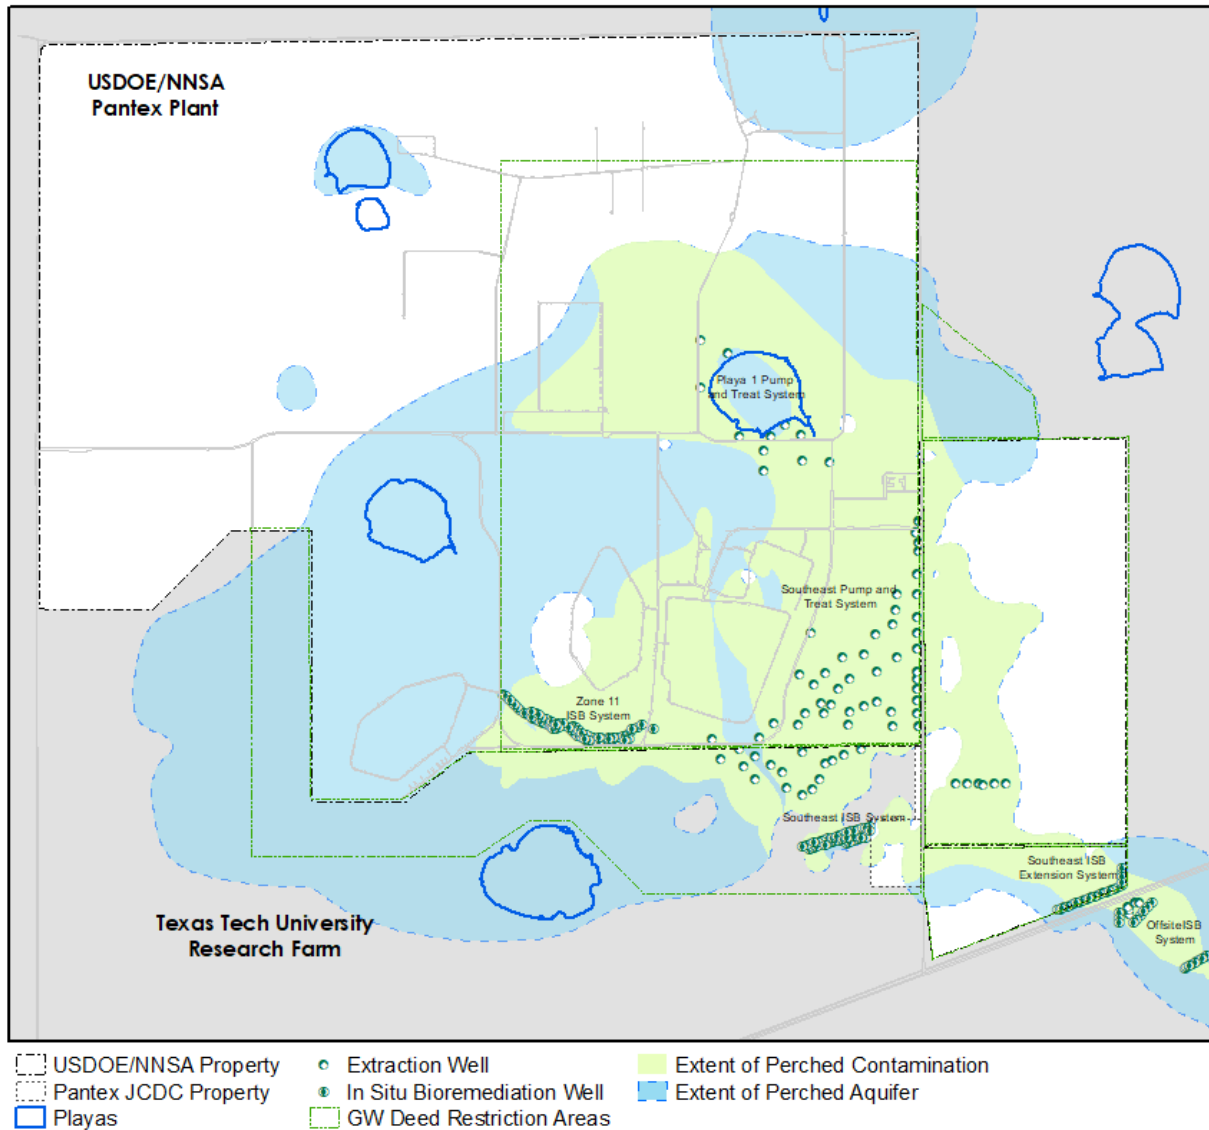 USDOE/NNSA
Pantex Plant
Playa 1 Pump
and Treat System
Southeast Pump and
Treat System
Zone 11
ISB System
Southeast ISB System
Southeast ISB
Extension System
OffsiteISB
System
Texas Tech University
Research Farm
USDOE/NNSA Property
Extraction Well
Extent of Perched Contamination
Pantex JCDC Property
In Situ Bioremediation Well
Extent of Perched Aquifer
Playas
GW Deed Restriction Areas